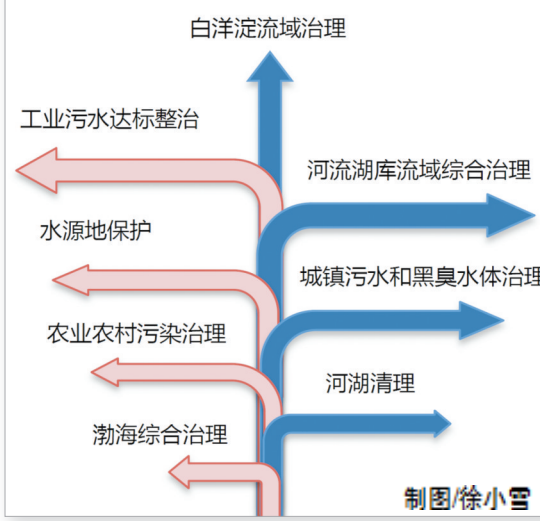 白洋淀流域治理
工业污水达标整治
河流湖库流域综合治理
水源地保护
城镇污水和黑臭水体治理
农业农村污染治理
河湖清理
渤海综合治理
制图/徐小雪